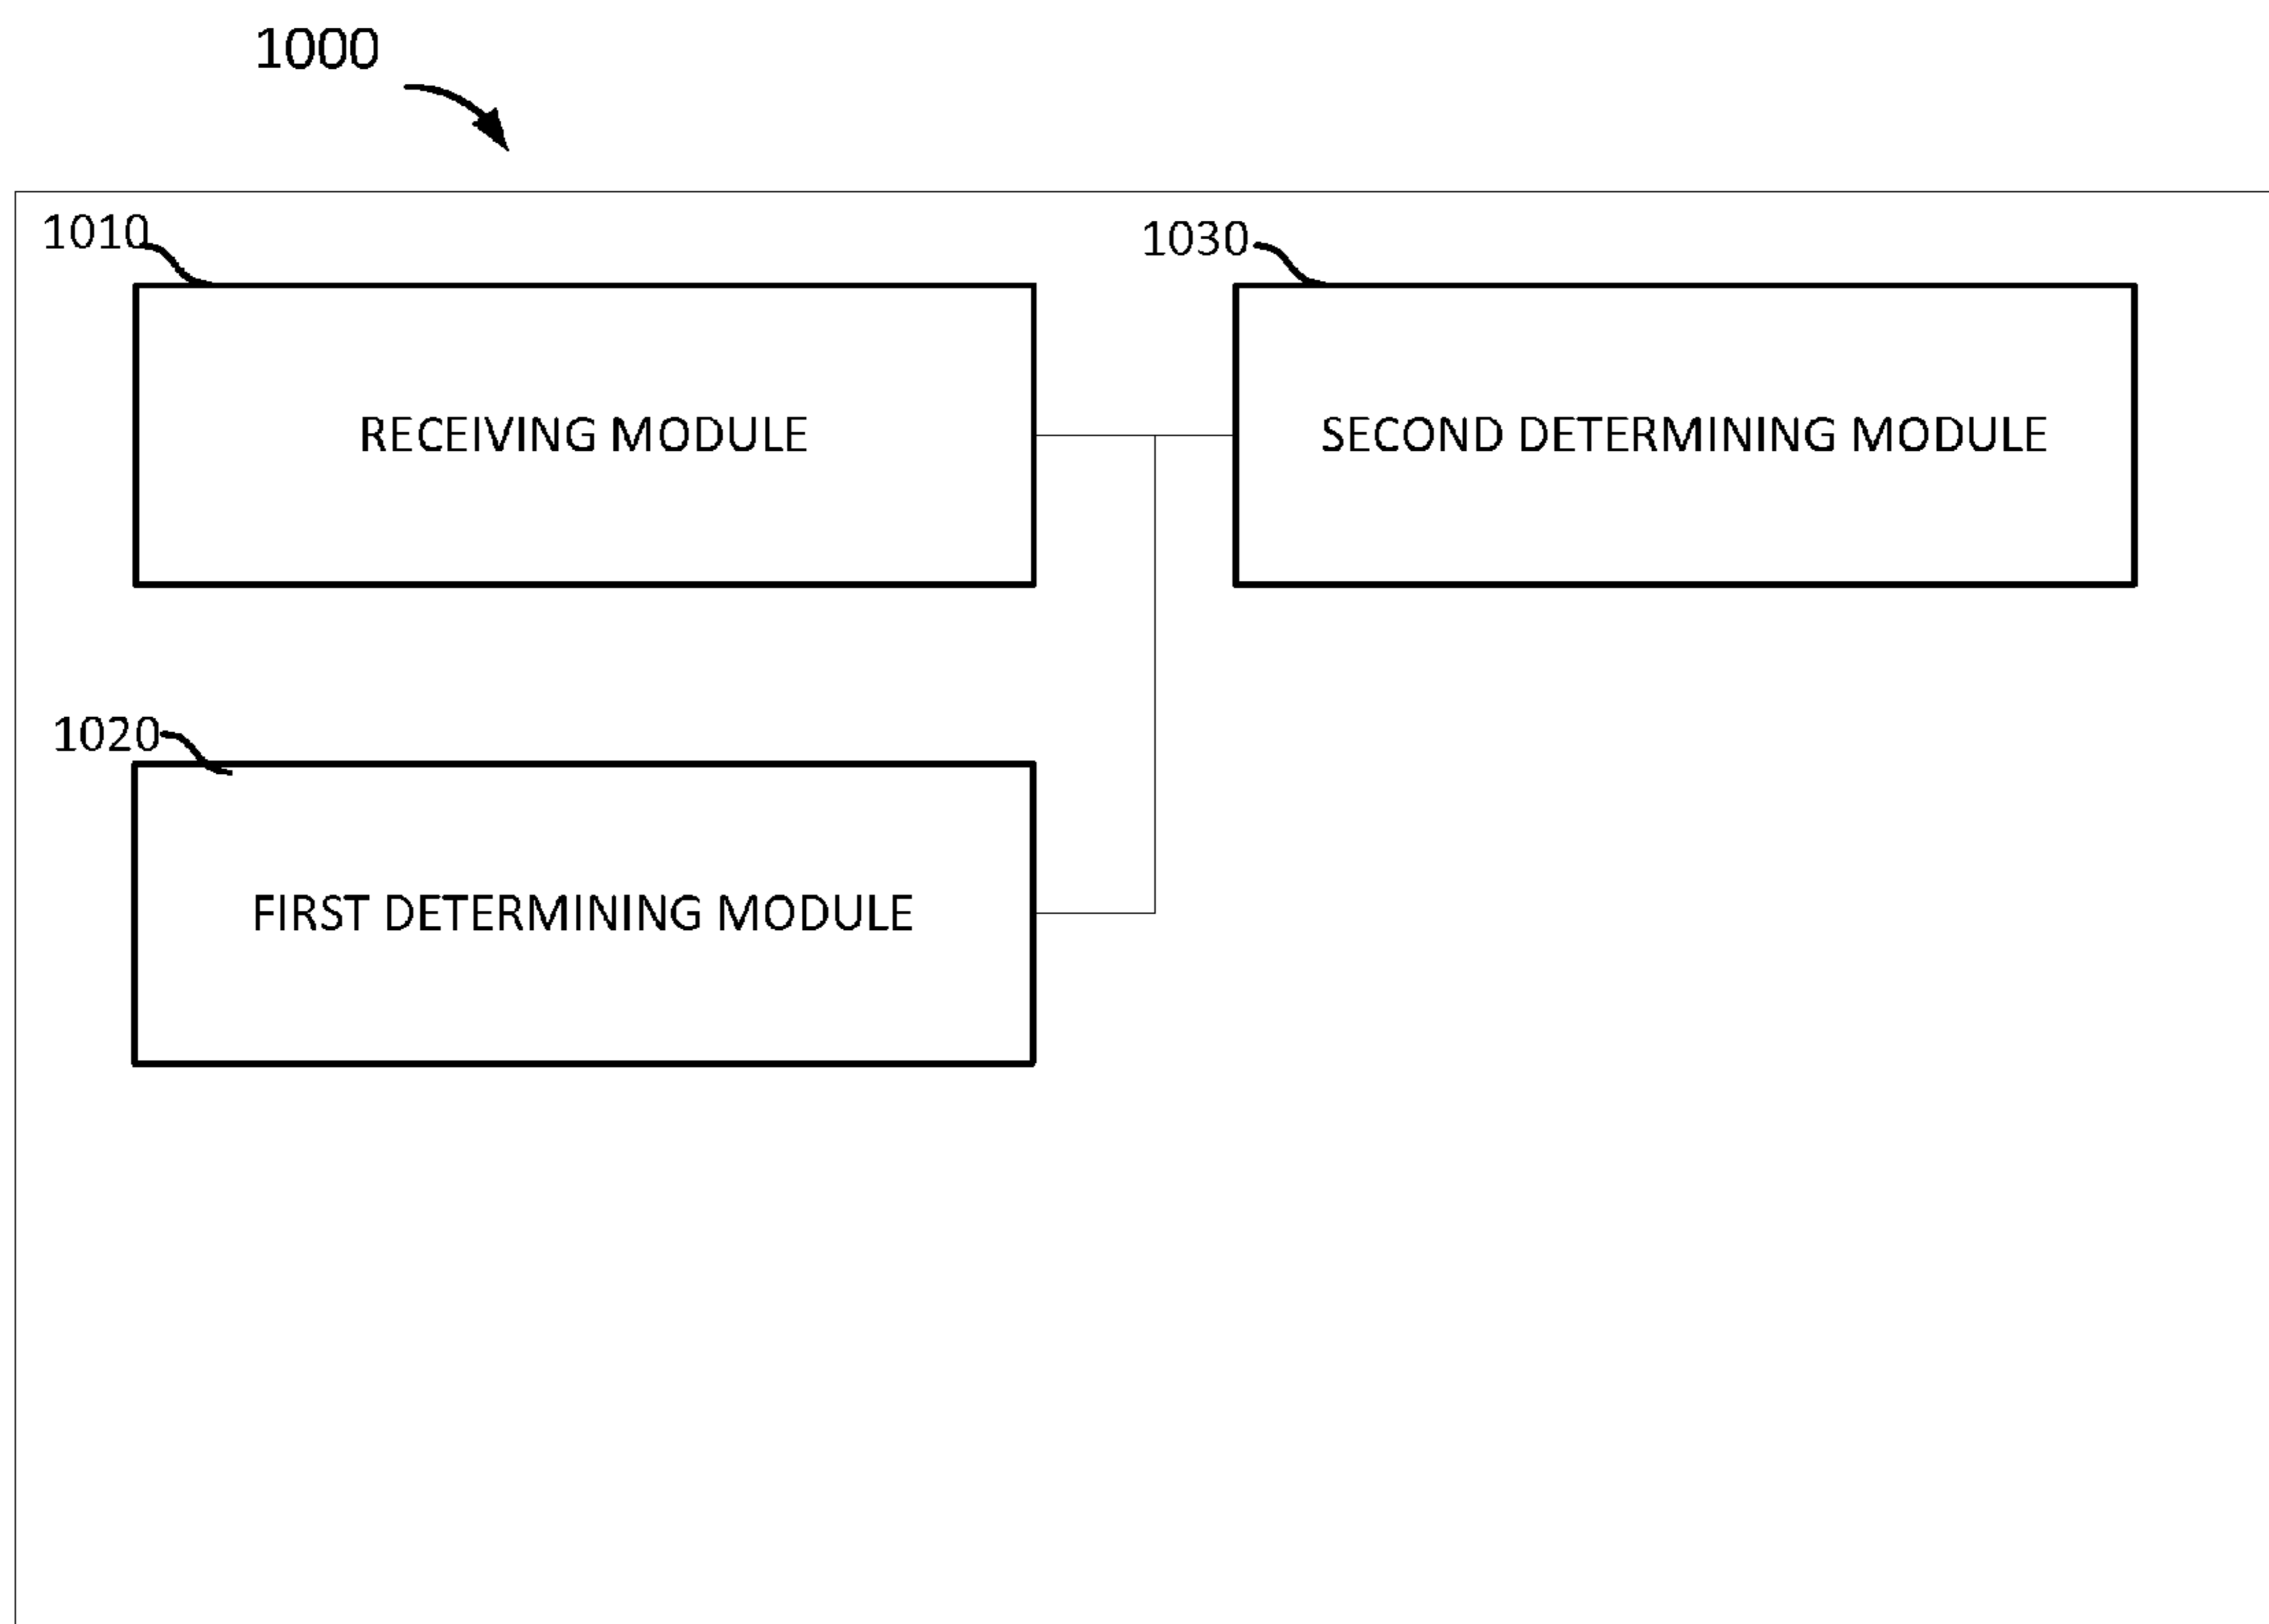 1000
1010
1030
RECEIVING MODULE
SECOND DETERMINING MODULE
1020
FIRST DETERMINING MODULE